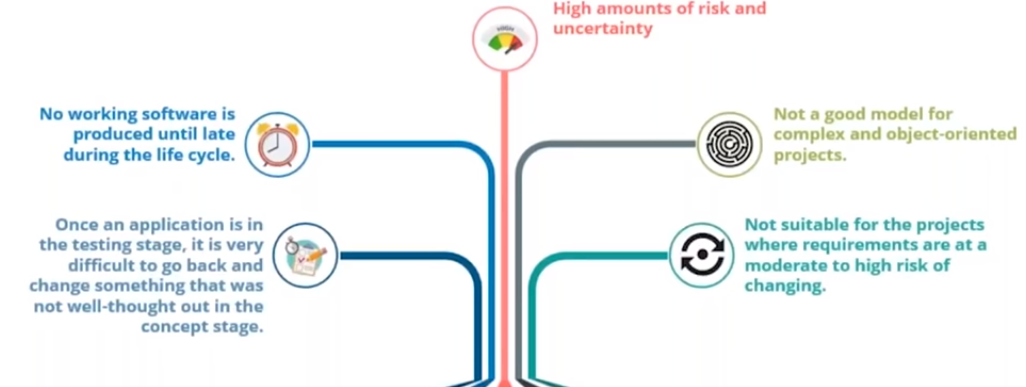 High amounts of risk and
uncertainty
No working software is
produced until late
during the life cycle.
Not a good model for
complex and object-oriented
projects.
Once an application is in
the testing stage, it is very
difficult to go back and
change something that was
not well-thought out in the
concept stage.
Not suitable for the projects
where requirements are at a
moderate to high risk of
changing.
HIGH